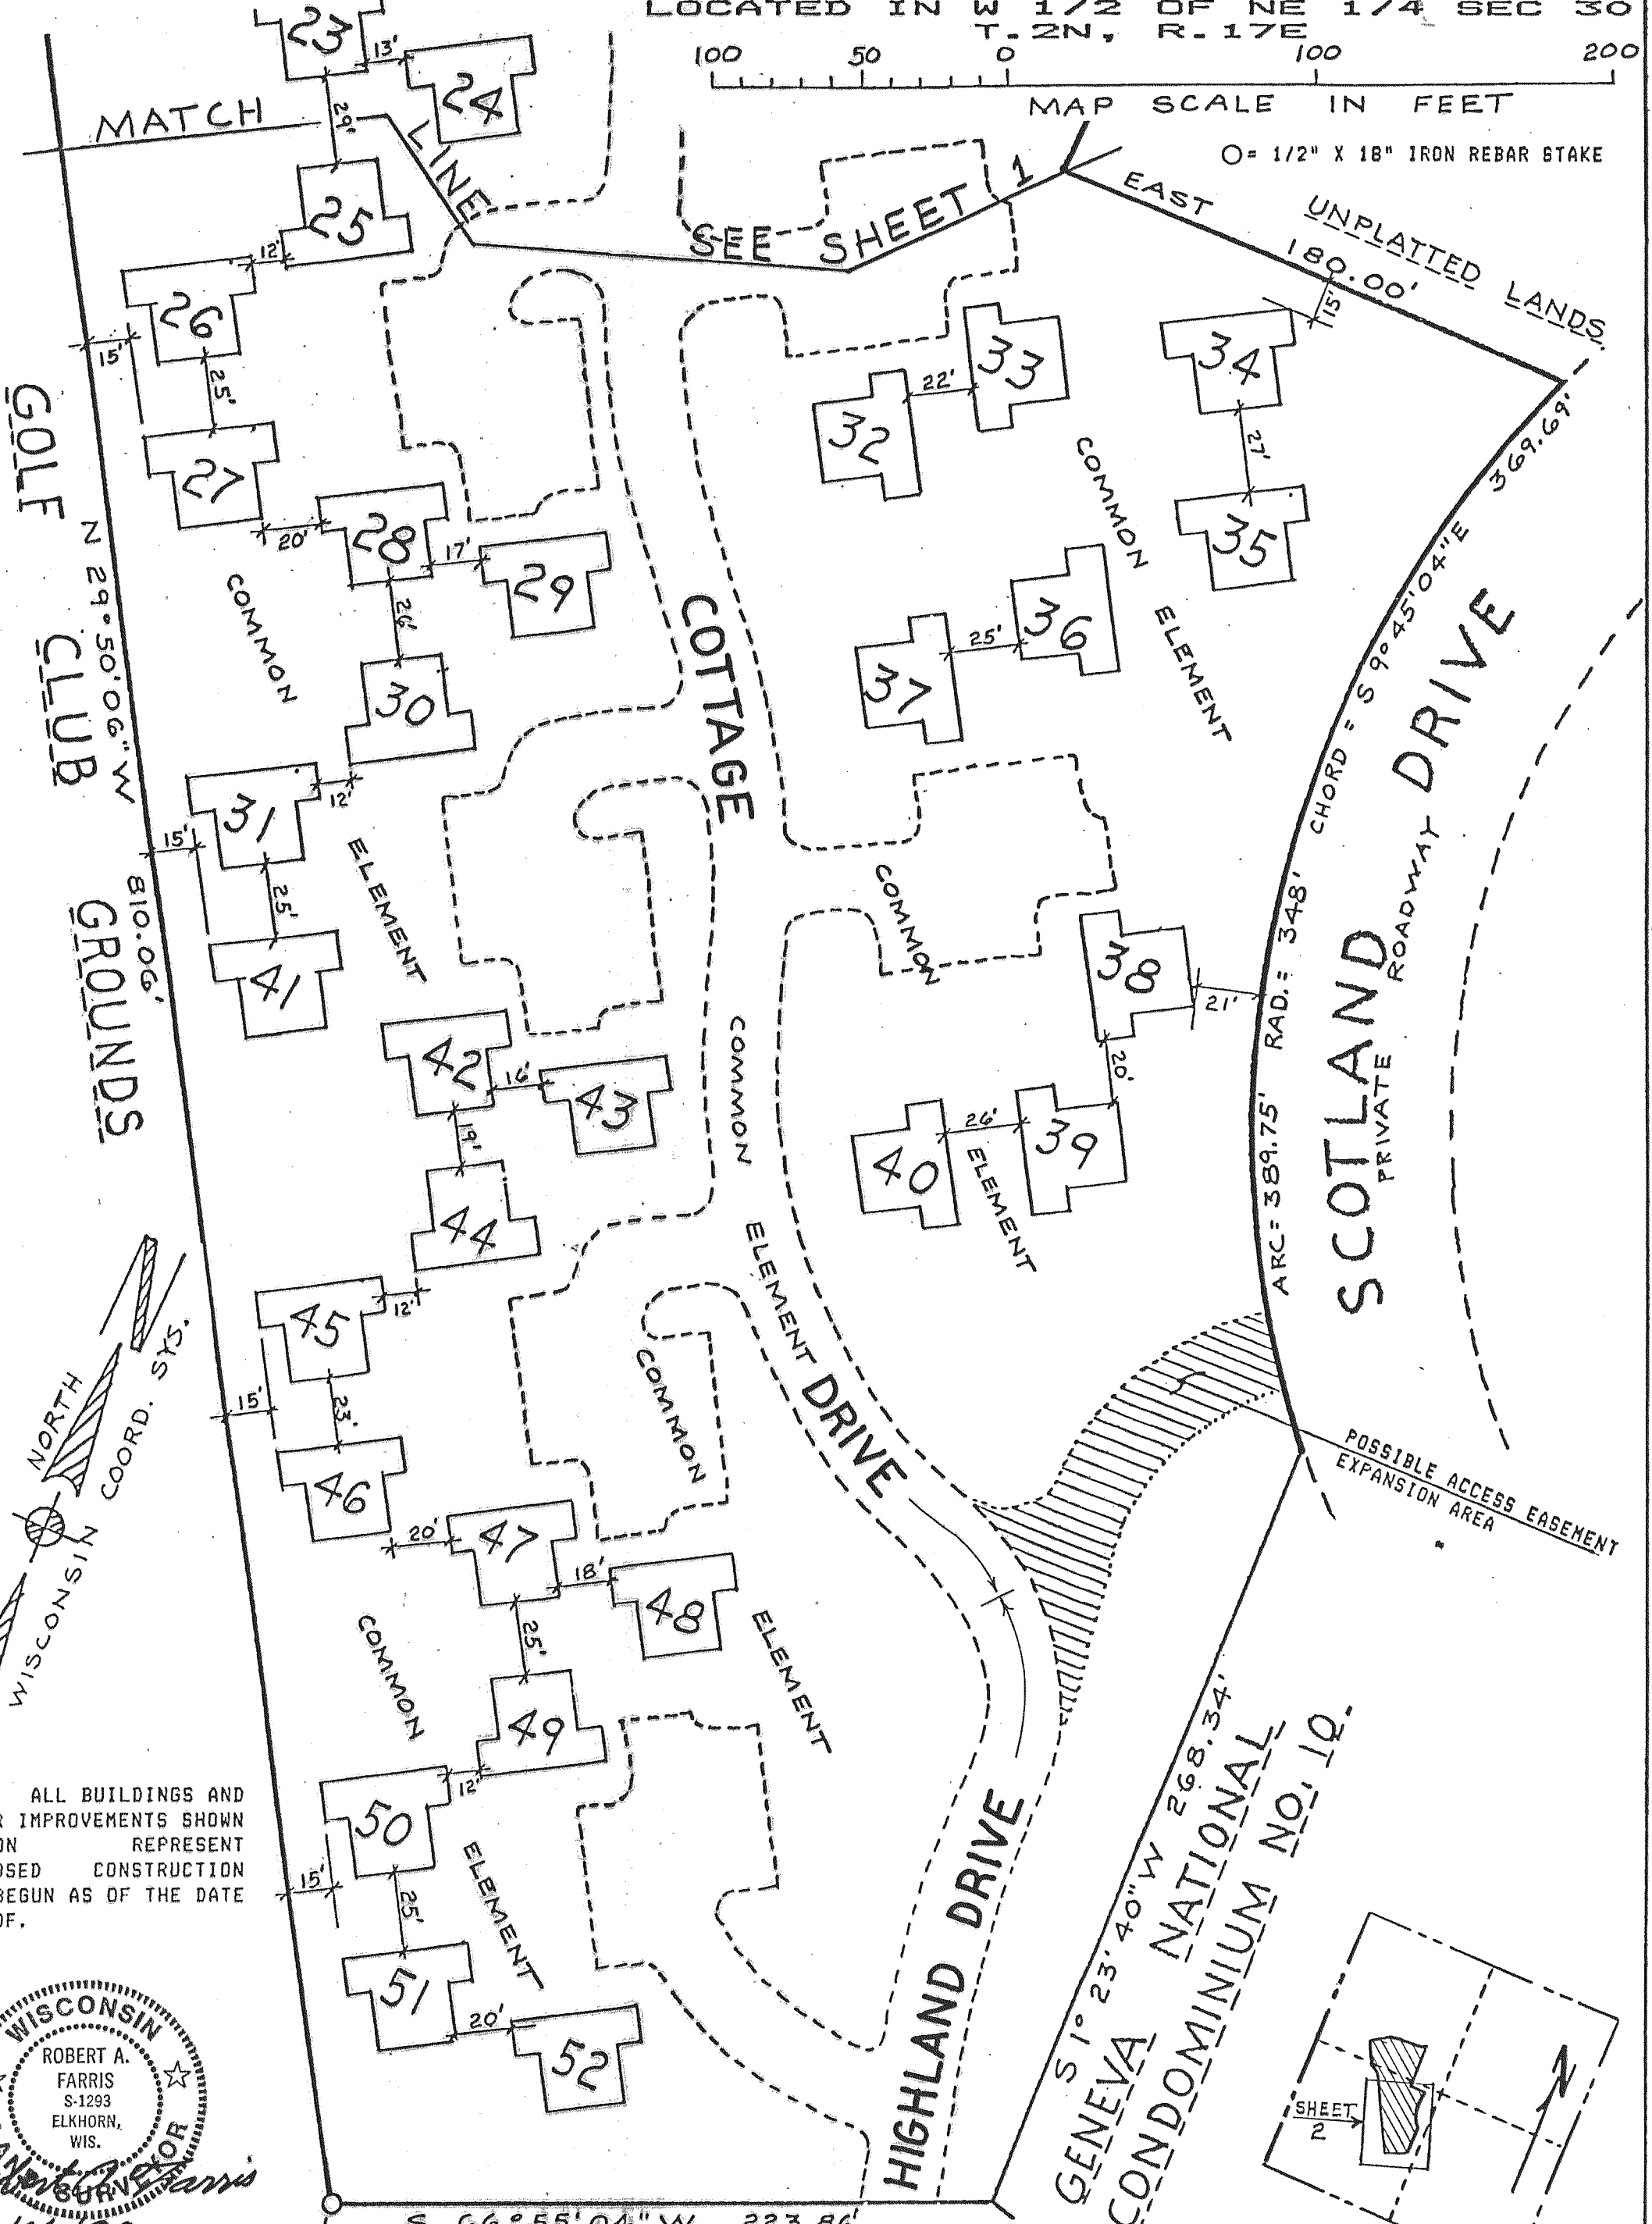 LOCATED IN W 1/2 OF NE 1/4 SEC 30
T.2N, R.17E
100 50 0 100 200
MAP SCALE IN FEET
O= 1/2" X 18" IRON REBAR STAKE
MATCH LINE
SEE SHEET 1
EAST 180.00'
UNPLATTED LANDS
23
13'
24
29'
25
12'
26
15'
25'
27
20'
28
17'
29
26'
30
12'
31
15'
25'
41
32
22'
33
34
15'
27'
35
36
25'
37
38
21'
20'
39
26'
40
42
16'
43
19'
44
12'
45
15'
23'
46
20'
47
18'
48
25'
49
12'
50
15'
25'
51
20'
52
GOLF CLUB GROUNDS
N 29°50'06" W 810.06'
COMMON ELEMENT
COMMON ELEMENT
COMMON ELEMENT
COMMON ELEMENT
COMMON ELEMENT
COMMON ELEMENT
COTTAGE DRIVE
HIGHLAND DRIVE
SCOTLAND DRIVE
PRIVATE ROADWAY
ARC= 389.75' RAD.= 348' CHORD = S 9°45'04"E 369.69'
POSSIBLE ACCESS EASEMENT
EXPANSION AREA
S 1° 23' 40" W 268.34'
GENEVA NATIONAL
CONDOMINIUM NO. 10.
NORTH
WISCONSIN COORD. SYS.
ALL BUILDINGS AND
IMPROVEMENTS SHOWN
REPRESENT
CONSTRUCTION
BEGUN AS OF THE DATE
WISCONSIN
ROBERT A.
FARRIS
S-1293
ELKHORN,
WIS.
SURVEYOR
SHEET
2
N
S 66°55'04" W 223.86'